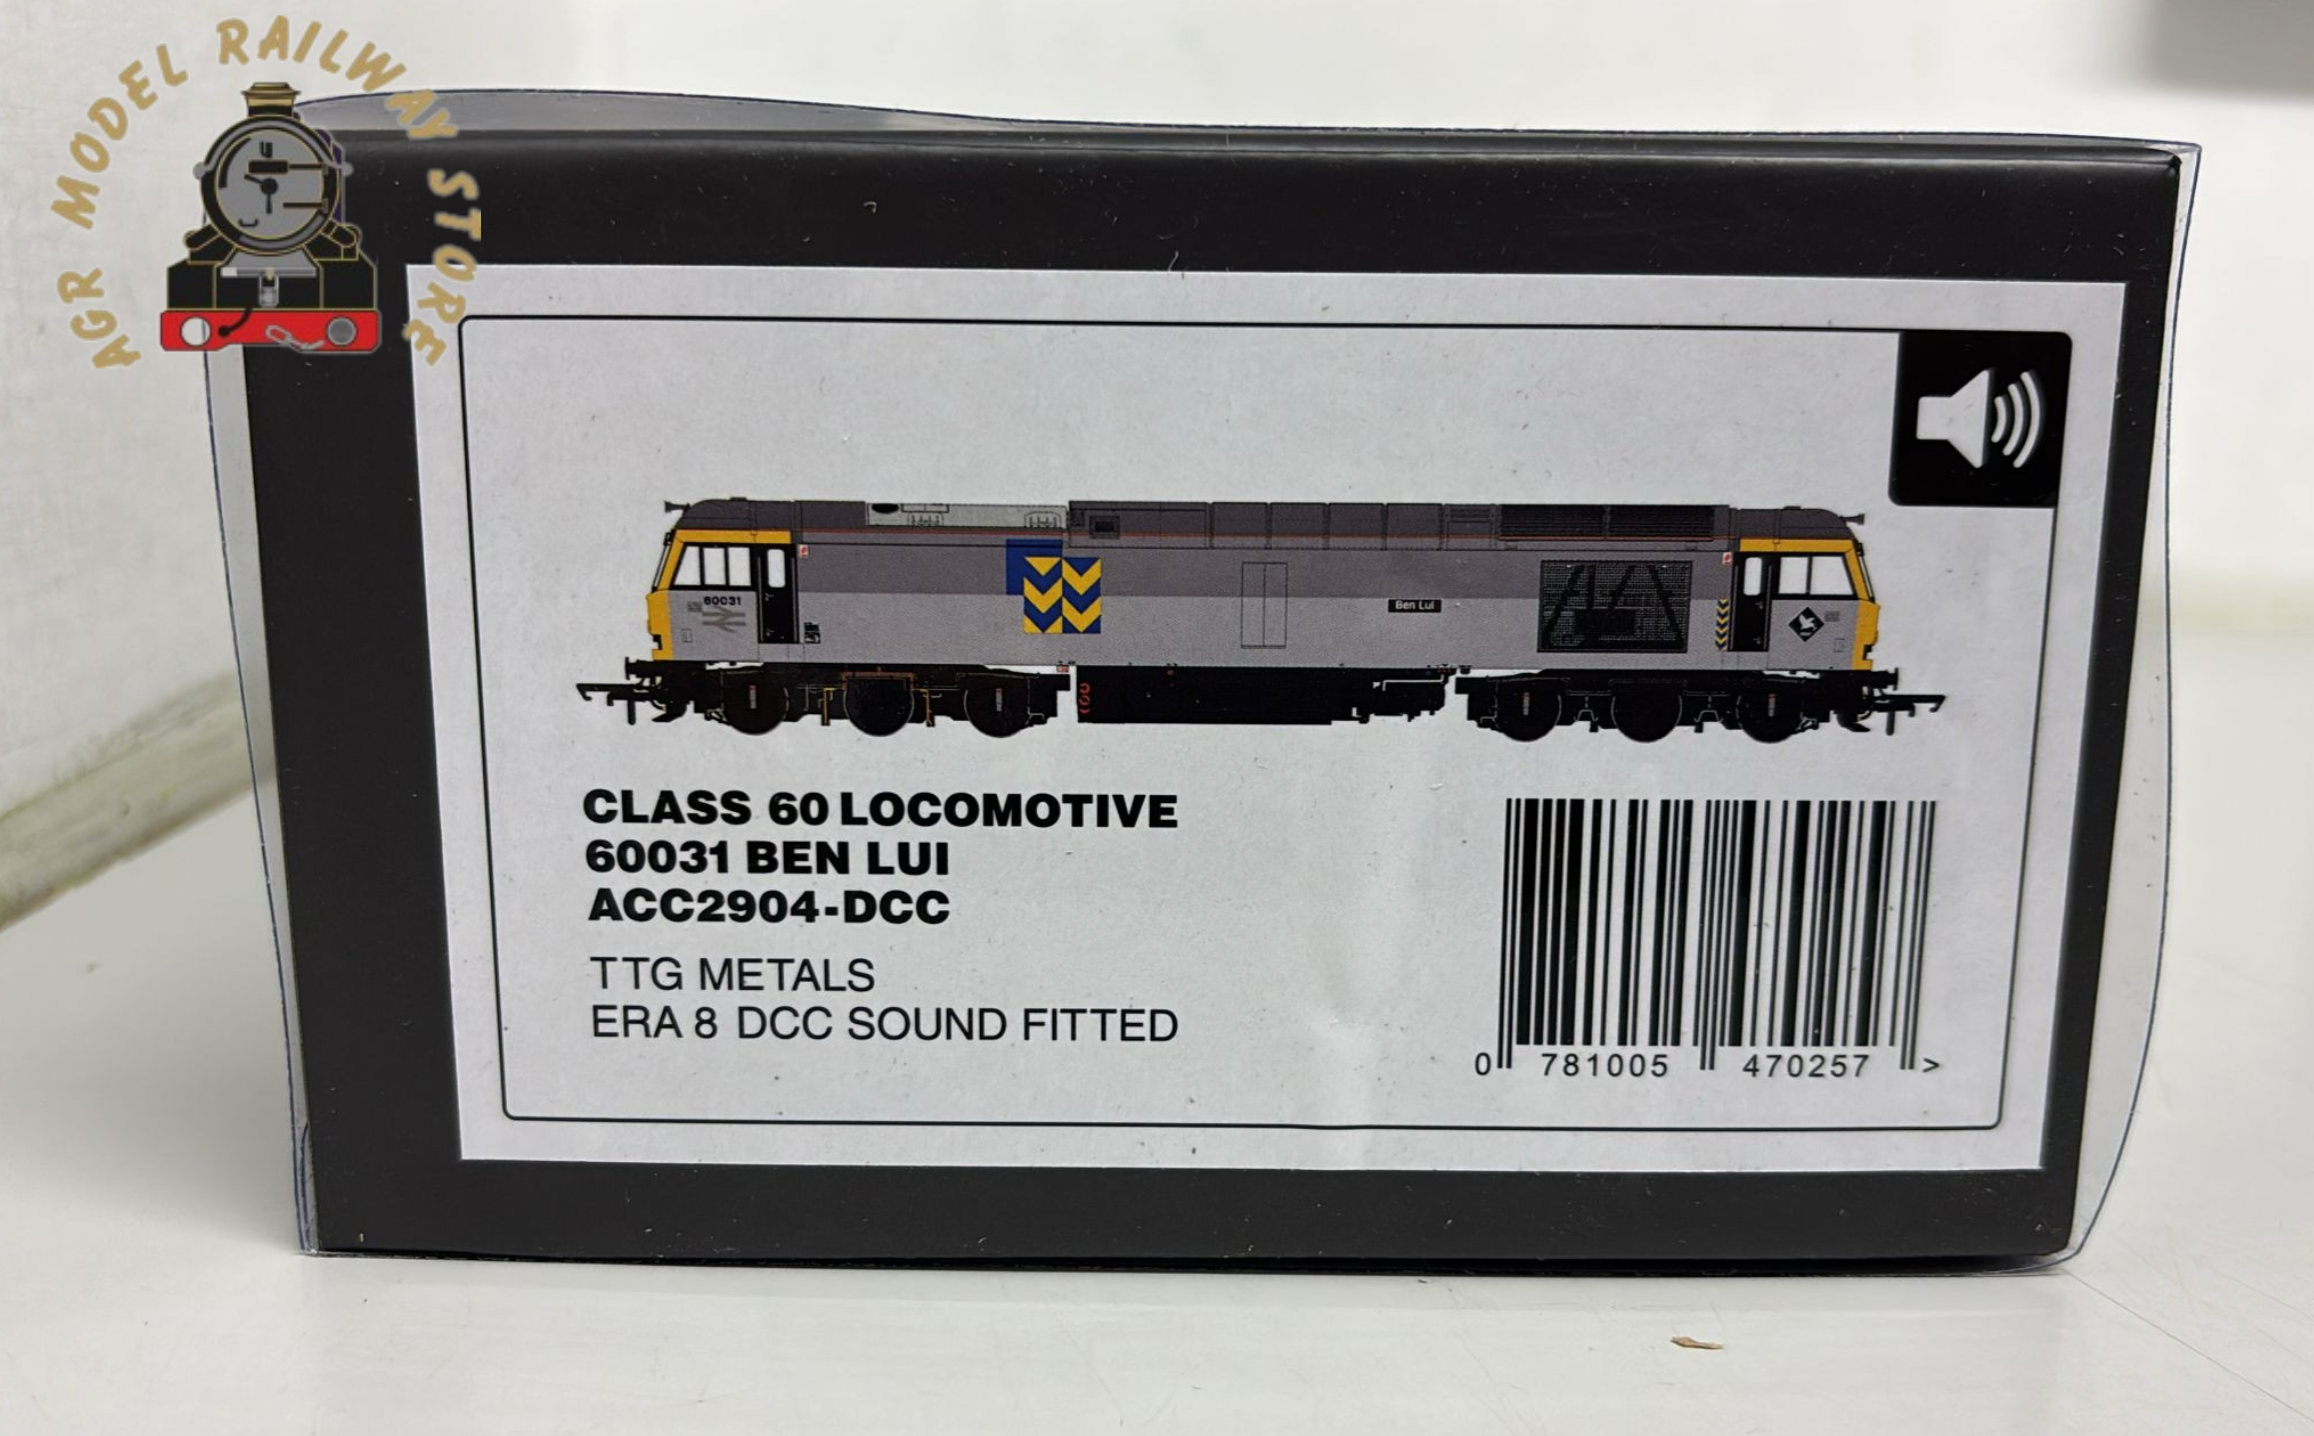 AGR MODEL RAILWAY STORE
60031
Ben Lui
CLASS 60 LOCOMOTIVE
60031 BEN LUI
ACC2904-DCC
TTG METALS
ERA 8 DCC SOUND FITTED
0 781005 470257 >